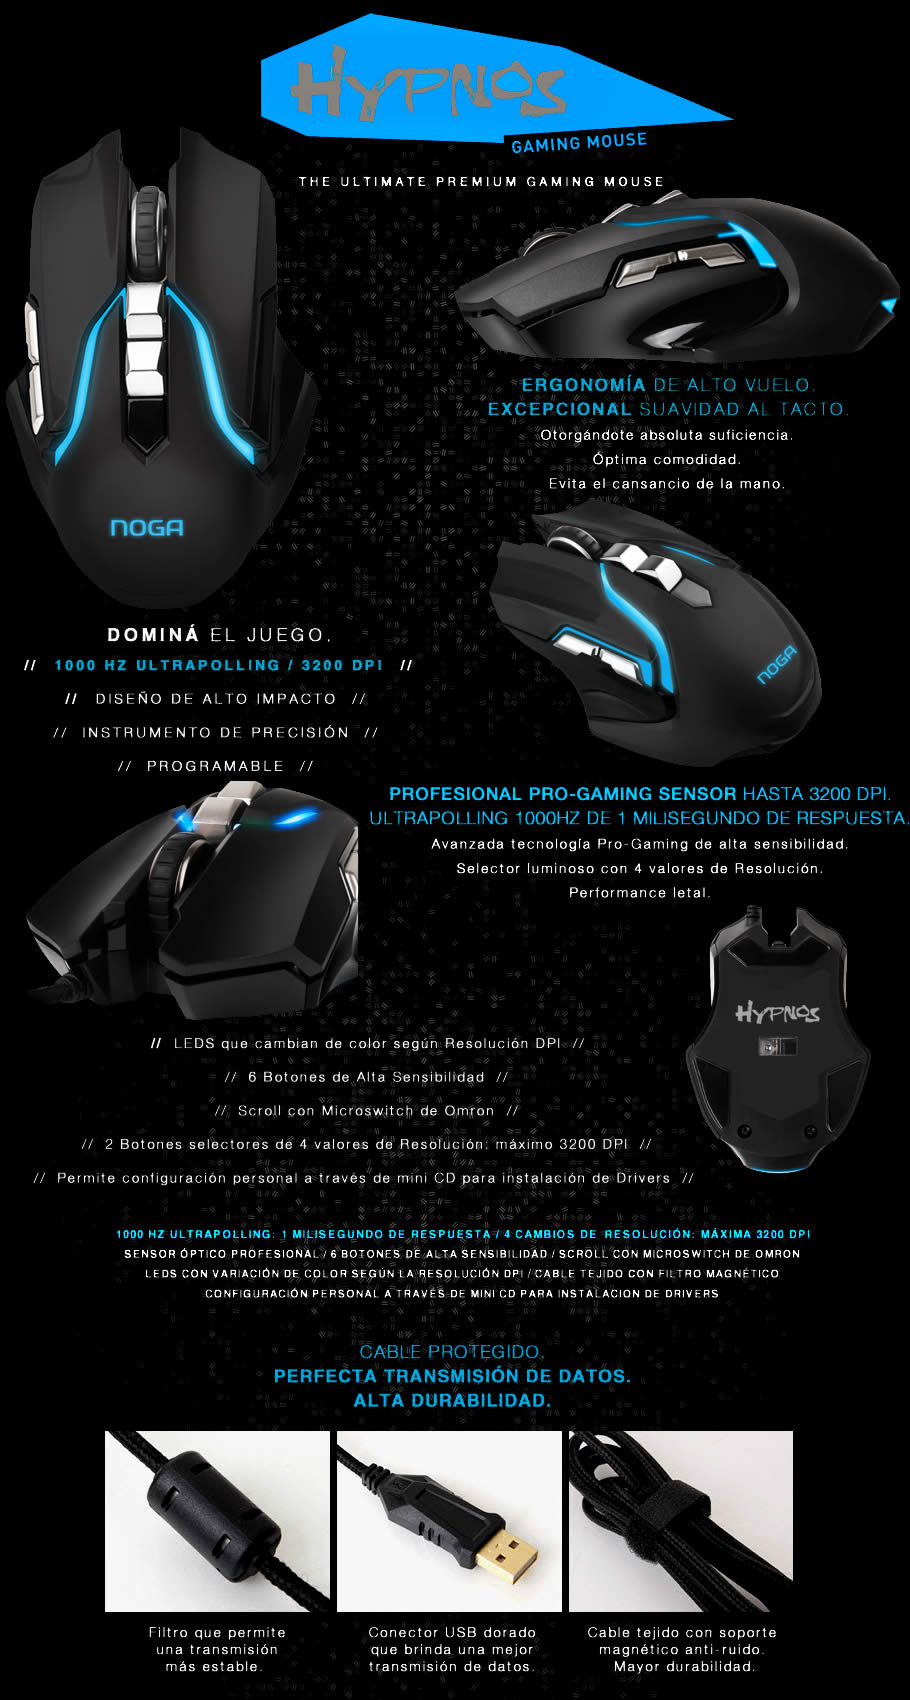 HYPNOS
GAMING MOUSE
THE ULTIMATE PREMIUM GAMING MOUSE
ERGONOMÍA DE ALTO VUELO.
EXCEPCIONAL SUAVIDAD AL TACTO.
Otorgándote absoluta suficiencia.
Óptima comodidad.
Evita el cansancio de la mano.
NOGA
NOGA
DOMINÁ EL JUEGO.
// 1000 HZ ULTRAPOLLING / 3200 DPI //
// DISEÑO DE ALTO IMPACTO //
// INSTRUMENTO DE PRECISIÓN //
// PROGRAMABLE //
PROFESIONAL PRO-GAMING SENSOR HASTA 3200 DPI.
ULTRAPOLLING 1000HZ DE 1 MILISEGUNDO DE RESPUESTA.
Avanzada tecnología Pro-Gaming de alta sensibilidad.
Selector luminoso con 4 valores de Resolución.
Performance letal.
HYPNOS
// LEDS que cambian de color según Resolución DPI //
// 6 Botones de Alta Sensibilidad //
// Scroll con Microswitch de Omron //
// 2 Botones selectores de 4 valores de Resolución, máximo 3200 DPI //
// Permite configuración personal a través de mini CD para instalación de Drivers //
1000 HZ ULTRAPOLLING: 1 MILISEGUNDO DE RESPUESTA / 4 CAMBIOS DE RESOLUCIÓN: MÁXIMA 3200 DPI
SENSOR ÓPTICO PROFESIONAL / 6 BOTONES DE ALTA SENSIBILIDAD / SCROLL CON MICROSWITCH DE OMRON
LEDS CON VARIACIÓN DE COLOR SEGÚN LA RESOLUCIÓN DPI / CABLE TEJIDO CON FILTRO MAGNÉTICO
CONFIGURACIÓN PERSONAL A TRAVÉS DE MINI CD PARA INSTALACION DE DRIVERS
CABLE PROTEGIDO.
PERFECTA TRANSMISIÓN DE DATOS.
ALTA DURABILIDAD.
Filtro que permite
una transmisión
más estable.
Conector USB dorado
que brinda una mejor
transmisión de datos.
Cable tejido con soporte
magnético anti-ruido.
Mayor durabilidad.